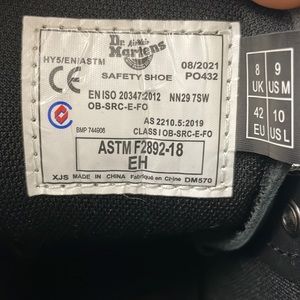 Dr. Martens
HY5/EN/ASTM
SAFETY SHOE
08/2021
PO432
CE
EN ISO 20347:2012 NN29 7SW
OB-SRC-E-FO
AS 2210.5:2019
BMP 744906 CLASS I OB-SRC-E-FO
ASTM F2892-18
EH
XJS MADE IN CHINA Fabriqué en Chine DM570
8 UK
9 US M
42 EU
10 US L